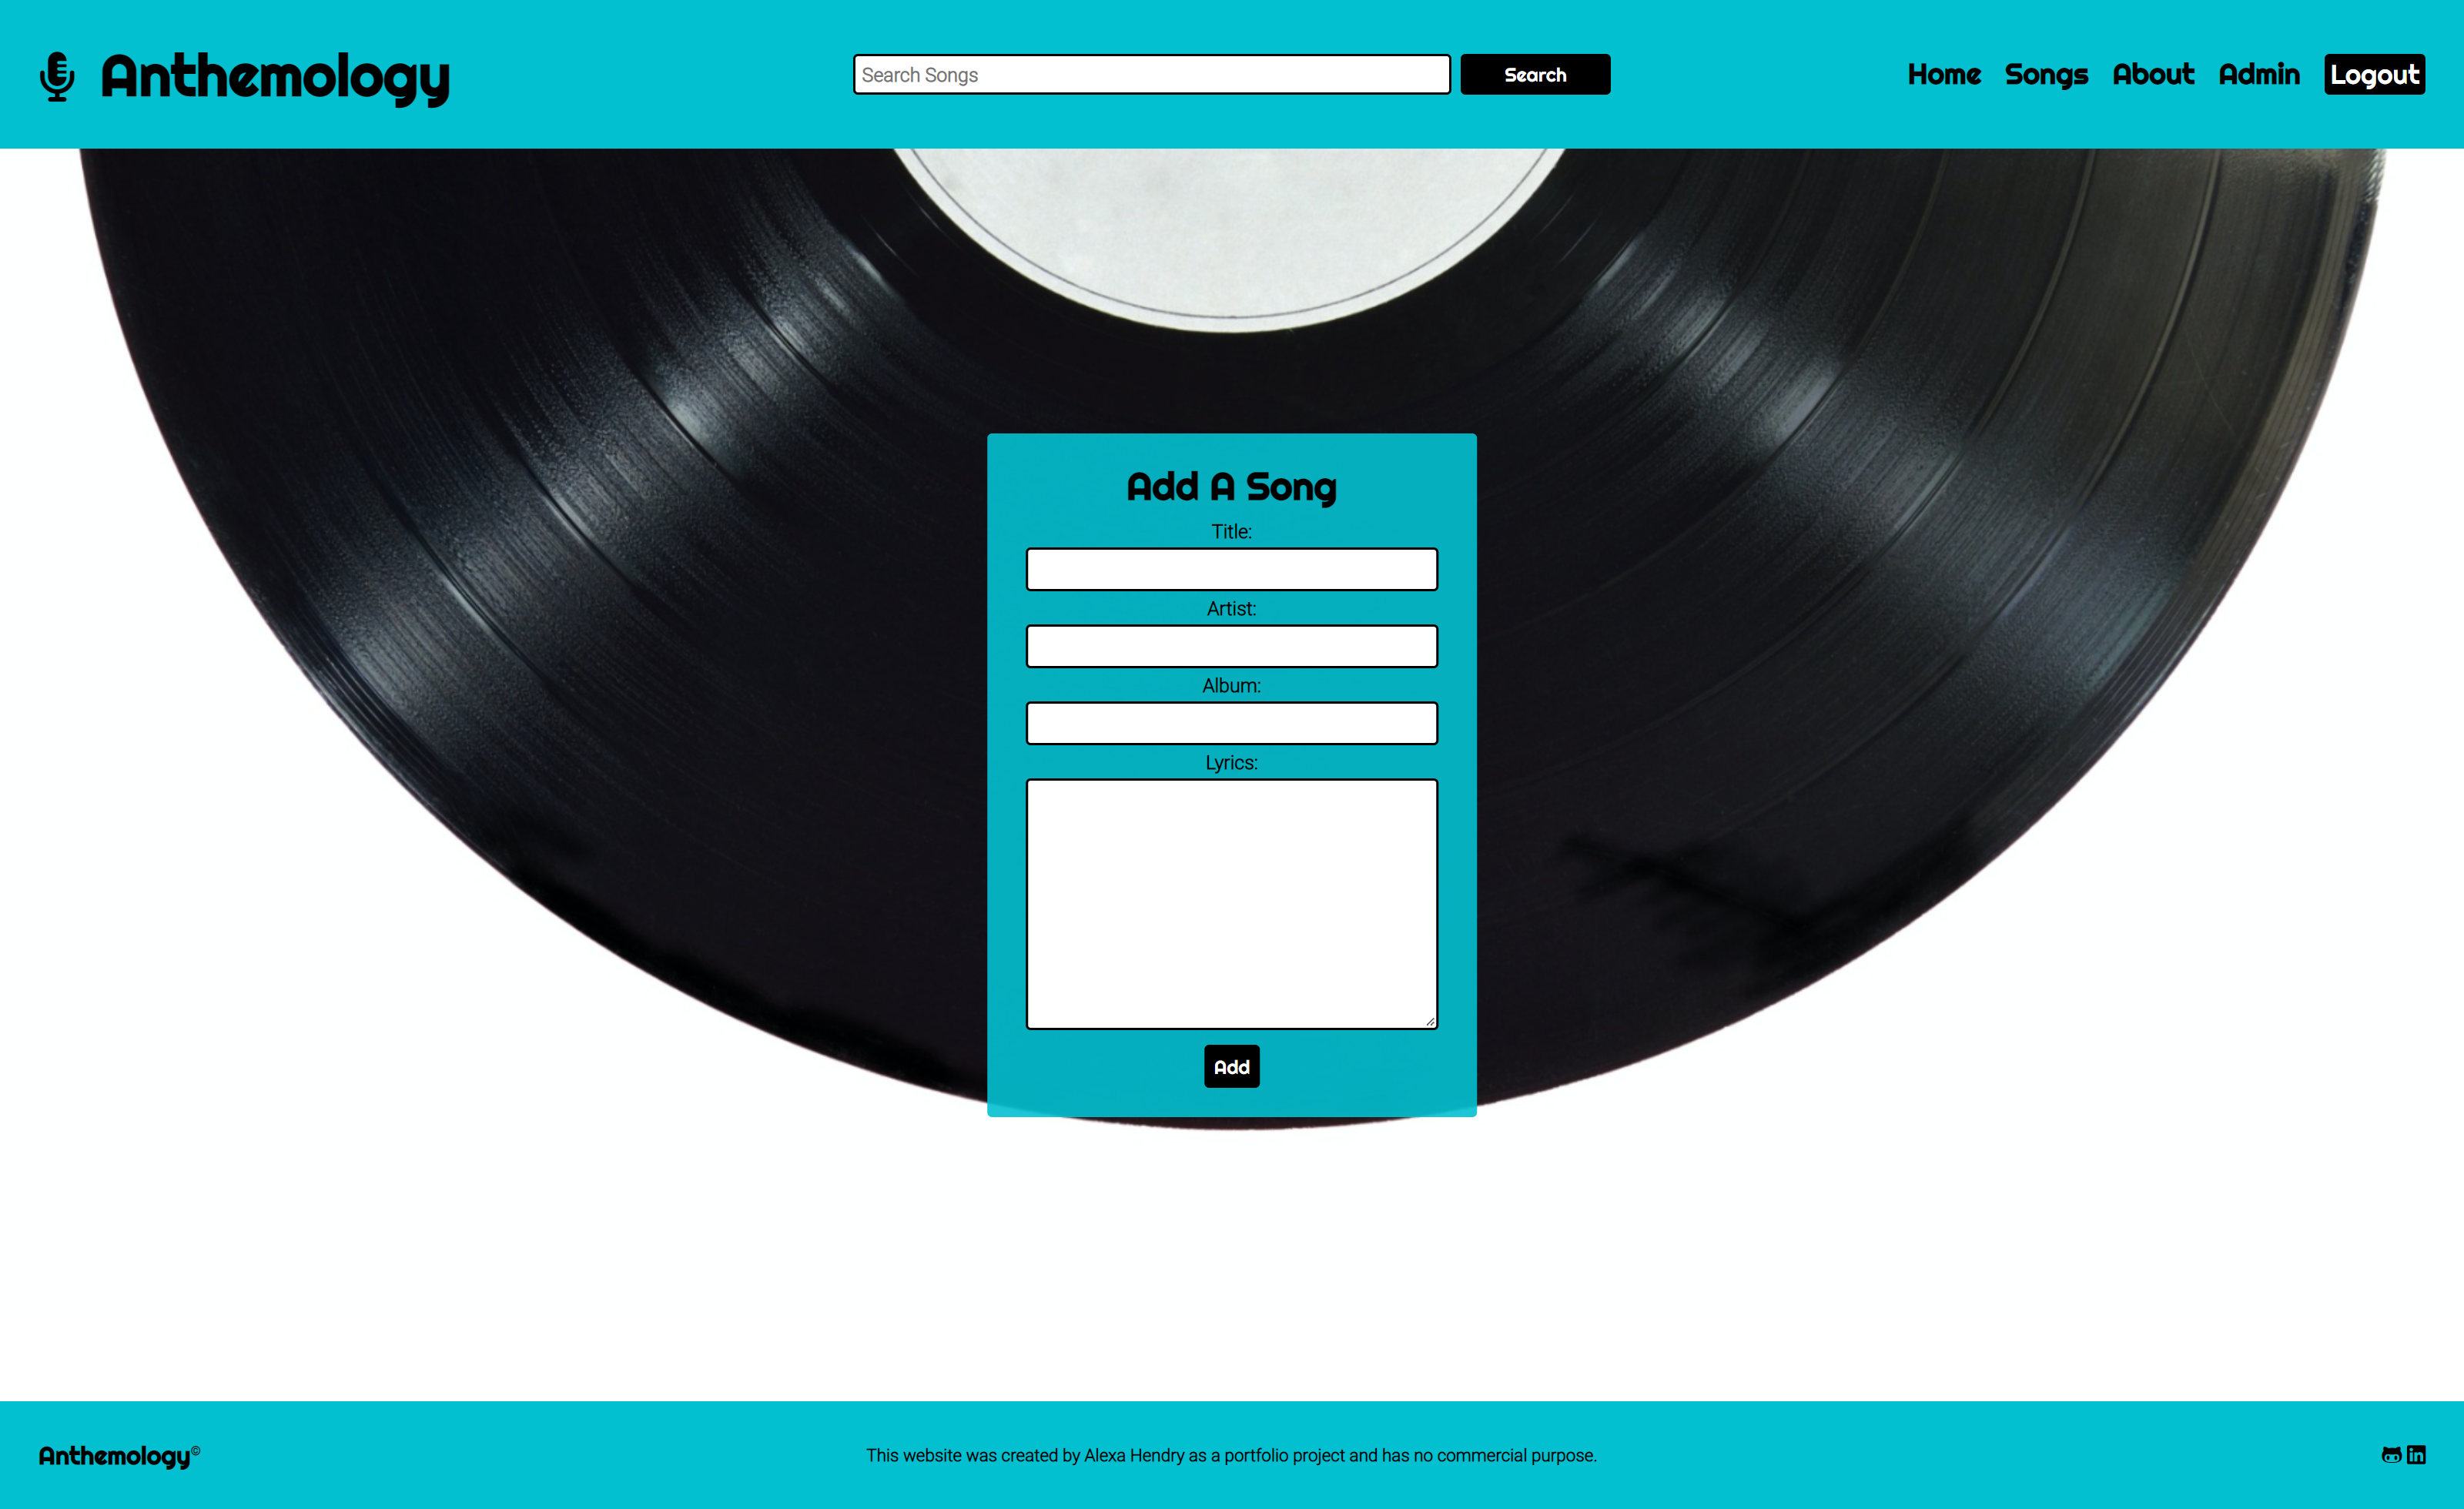 Anthemology
Search Songs
Search
Home Songs About Admin Logout
Add A Song
Title:
Artist:
Album:
Lyrics:
Add
Anthemology©
This website was created by Alexa Hendry as a portfolio project and has no commercial purpose.
in